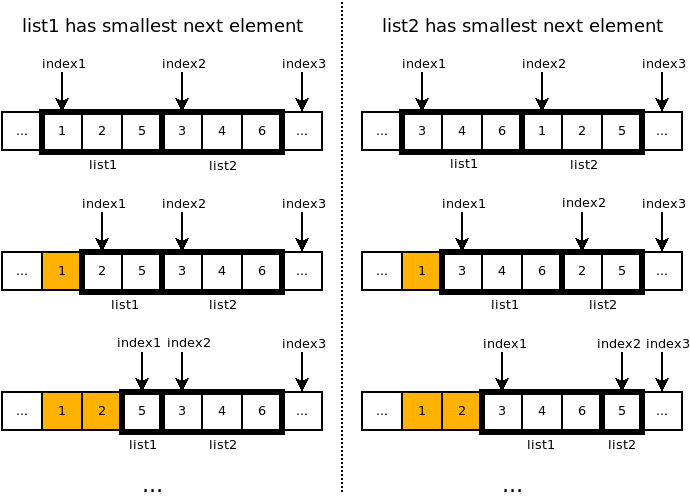 list1 has smallest next element
index1 index2 index3
... 1 2 5 3 4 6 ...
list1 list2
index1 index2 index3
... 1 2 5 3 4 6 ...
list1 list2
index1 index2 index3
... 1 2 5 3 4 6 ...
list1 list2
...
list2 has smallest next element
index1 index2 index3
... 3 4 6 1 2 5 ...
list1 list2
index1 index2 index3
... 1 3 4 6 2 5 ...
list1 list2
index1 index2 index3
... 1 2 3 4 6 5 ...
list1 list2
...